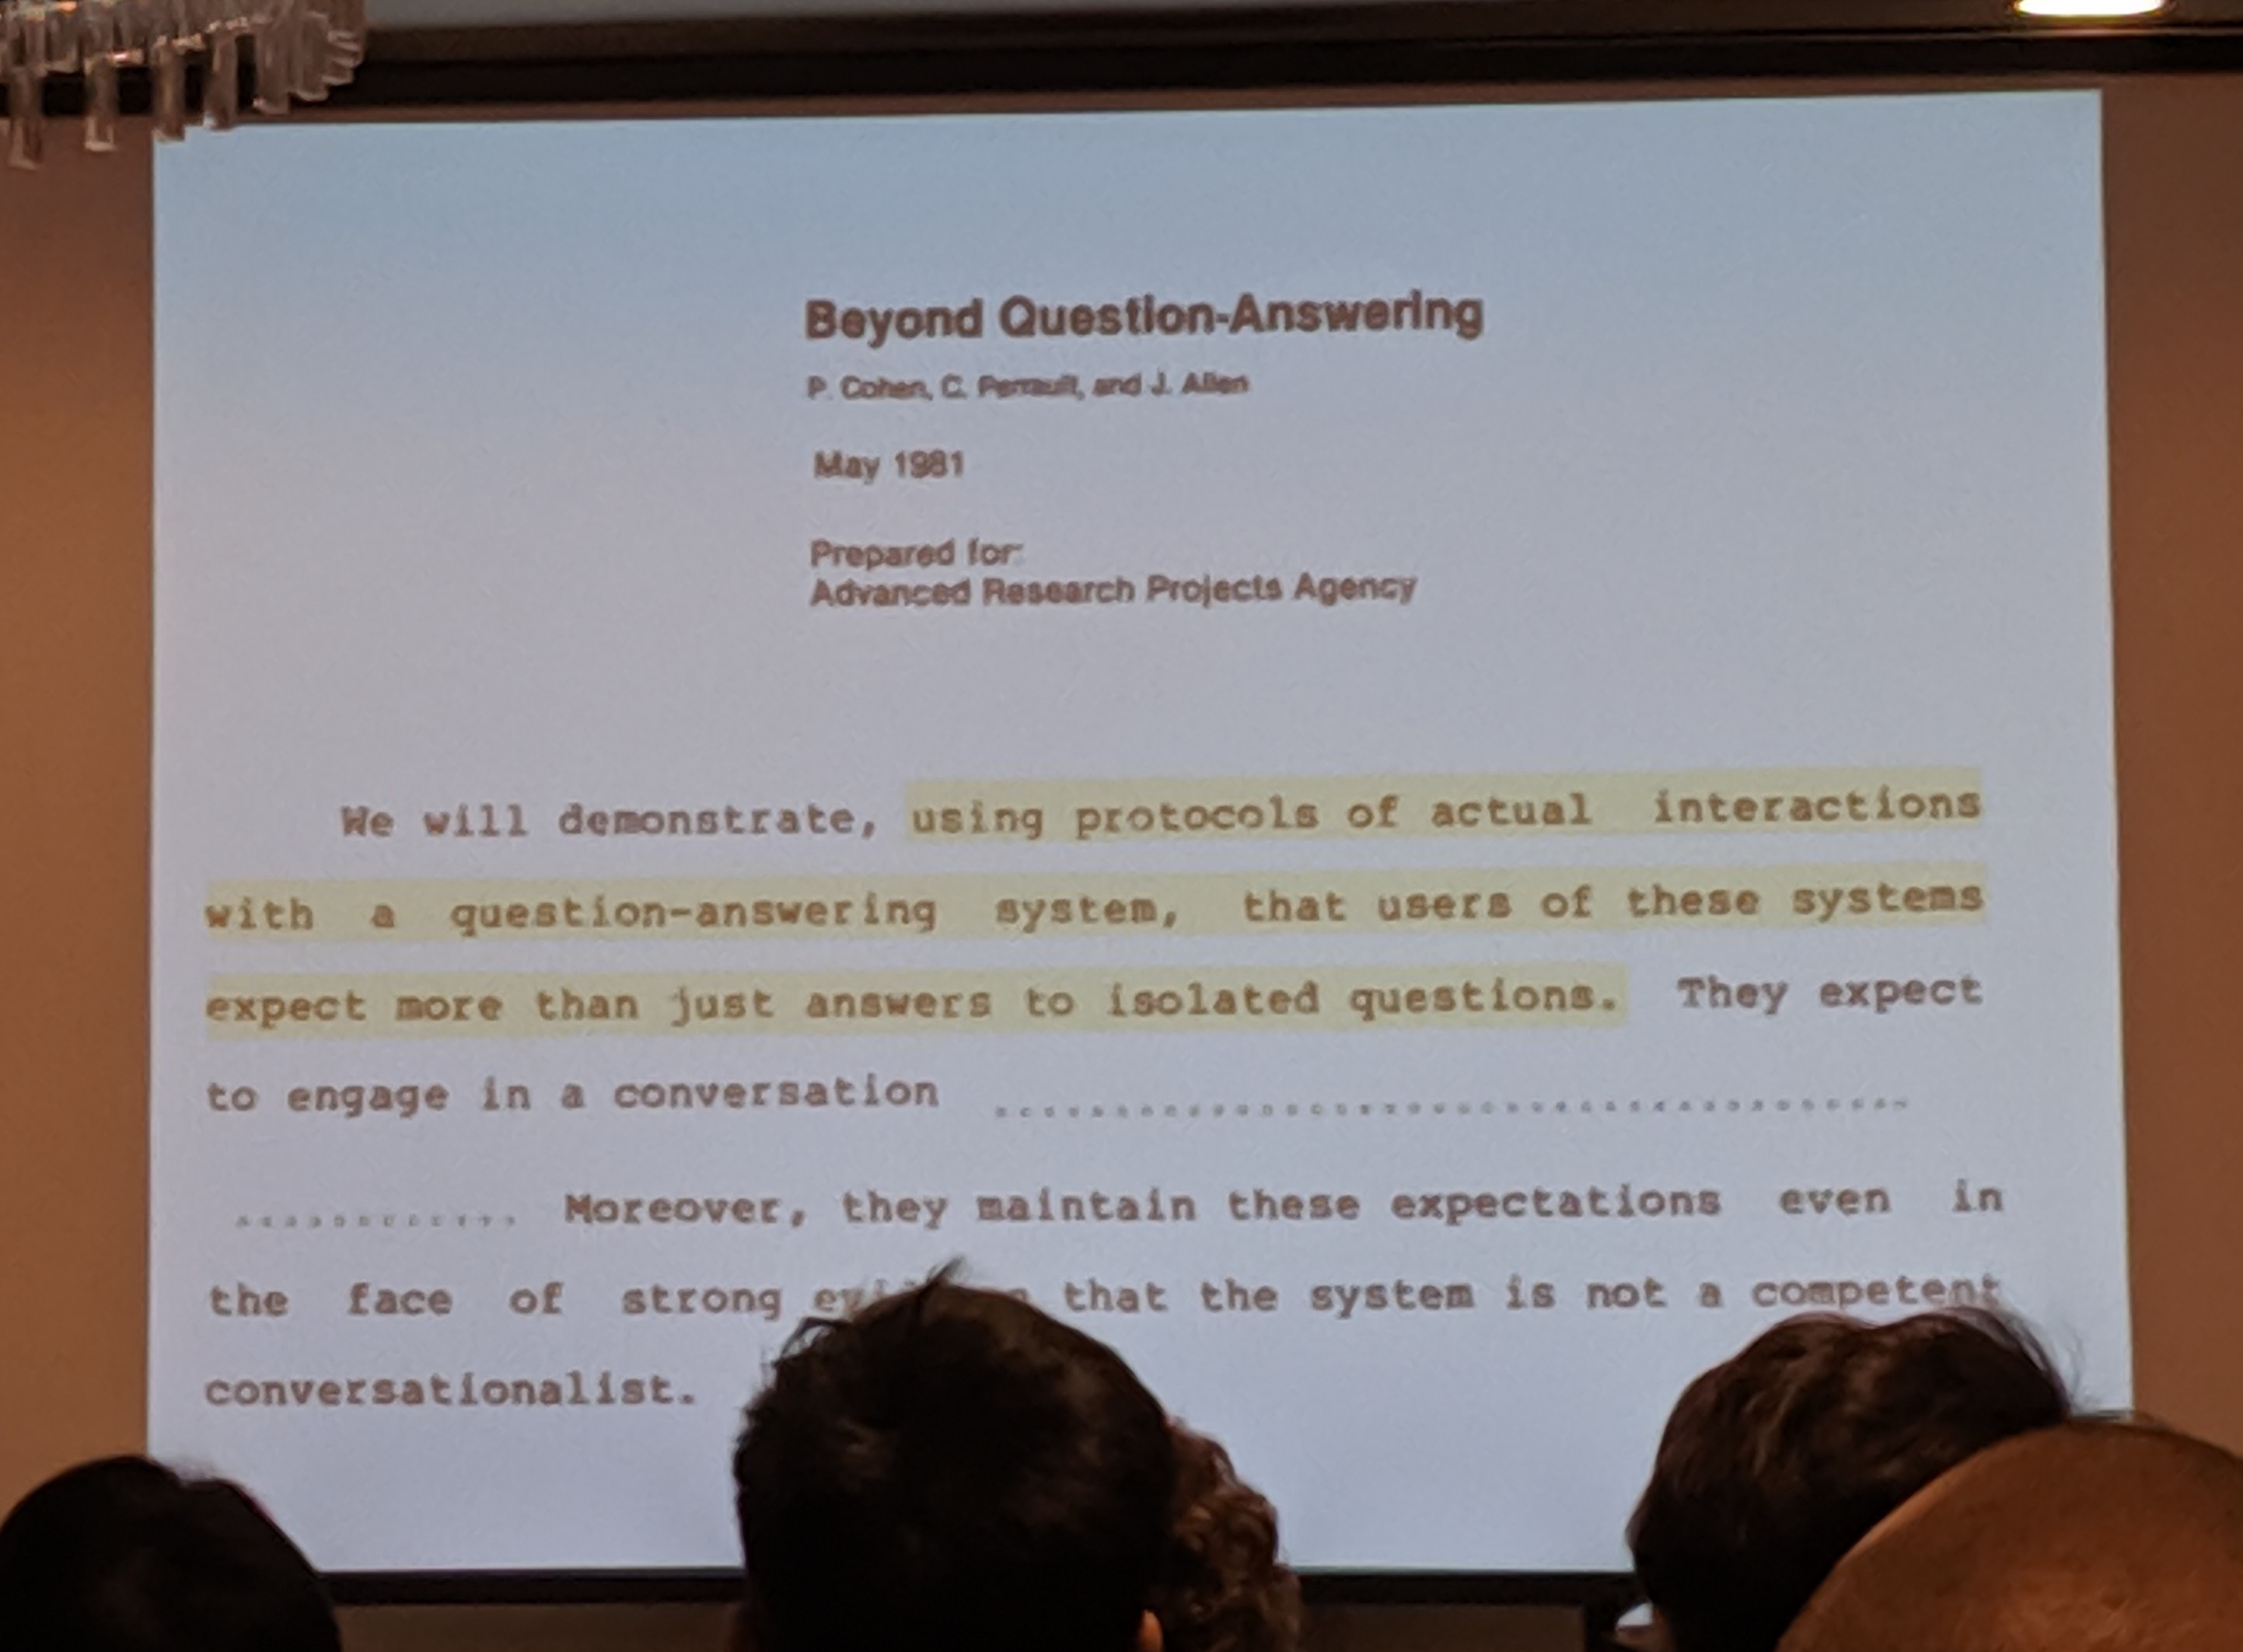 Beyond Question-Answering
P. Cohen, C. Perrault, and J. Allen
May 1981
Prepared for:
Advanced Research Projects Agency
We will demonstrate, using protocols of actual interactions
with a question-answering system, that users of these systems
expect more than just answers to isolated questions. They expect
to engage in a conversation ......................................
............ Moreover, they maintain these expectations even in
the face of strong that the system is not a competent
conversationalist.